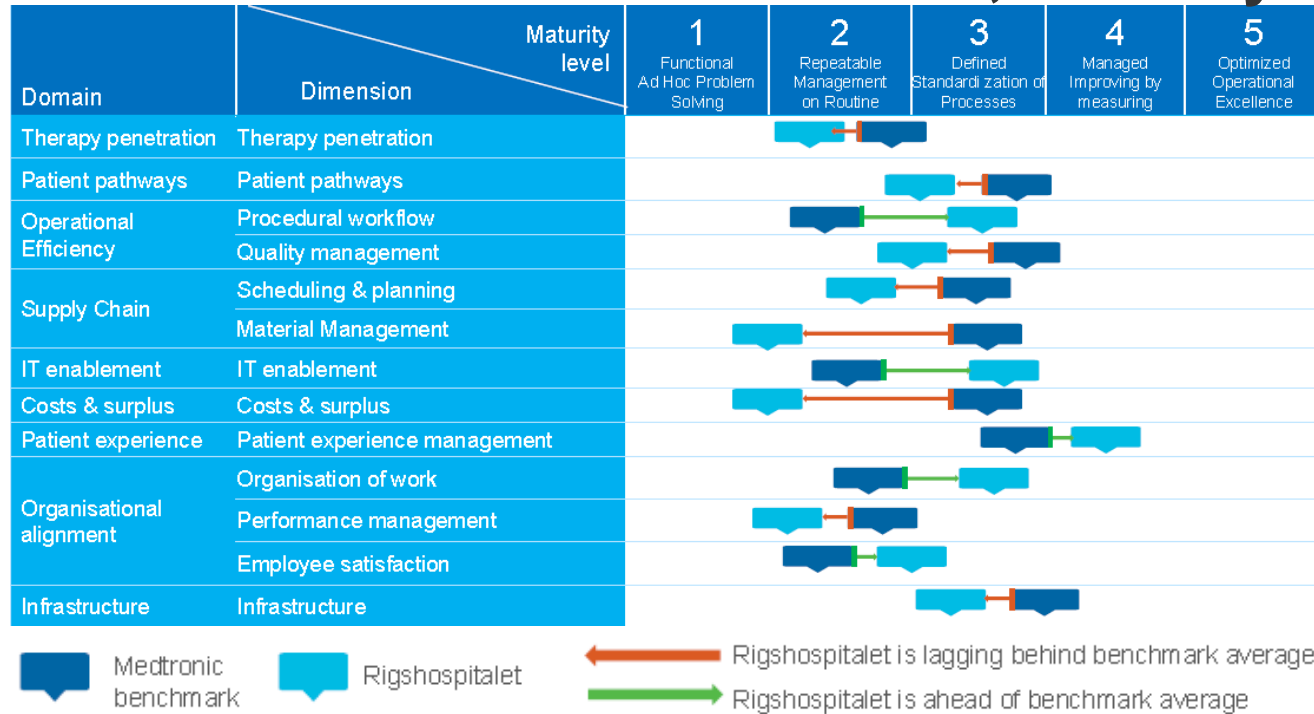 Maturity
level
Domain
Dimension
1
Functional
Ad Hoc Problem
Solving
2
Repeatable
Management
on Routine
3
Defined
Standardi zation of
Processes
4
Managed
Improving by
measuring
5
Optimized
Operational
Excellence
Therapy penetration Therapy penetration
Patient pathways Patient pathways
Operational
Efficiency
Procedural workflow
Quality management
Supply Chain
Scheduling & planning
Material Management
IT enablement IT enablement
Costs & surplus Costs & surplus
Patient experience Patient experience management
Organisational
alignment
Organisation of work
Performance management
Employee satisfaction
Infrastructure Infrastructure
Medtronic
benchmark
Rigshospitalet
Rigshospitalet is lagging behind benchmark average
Rigshospitalet is ahead of benchmark average